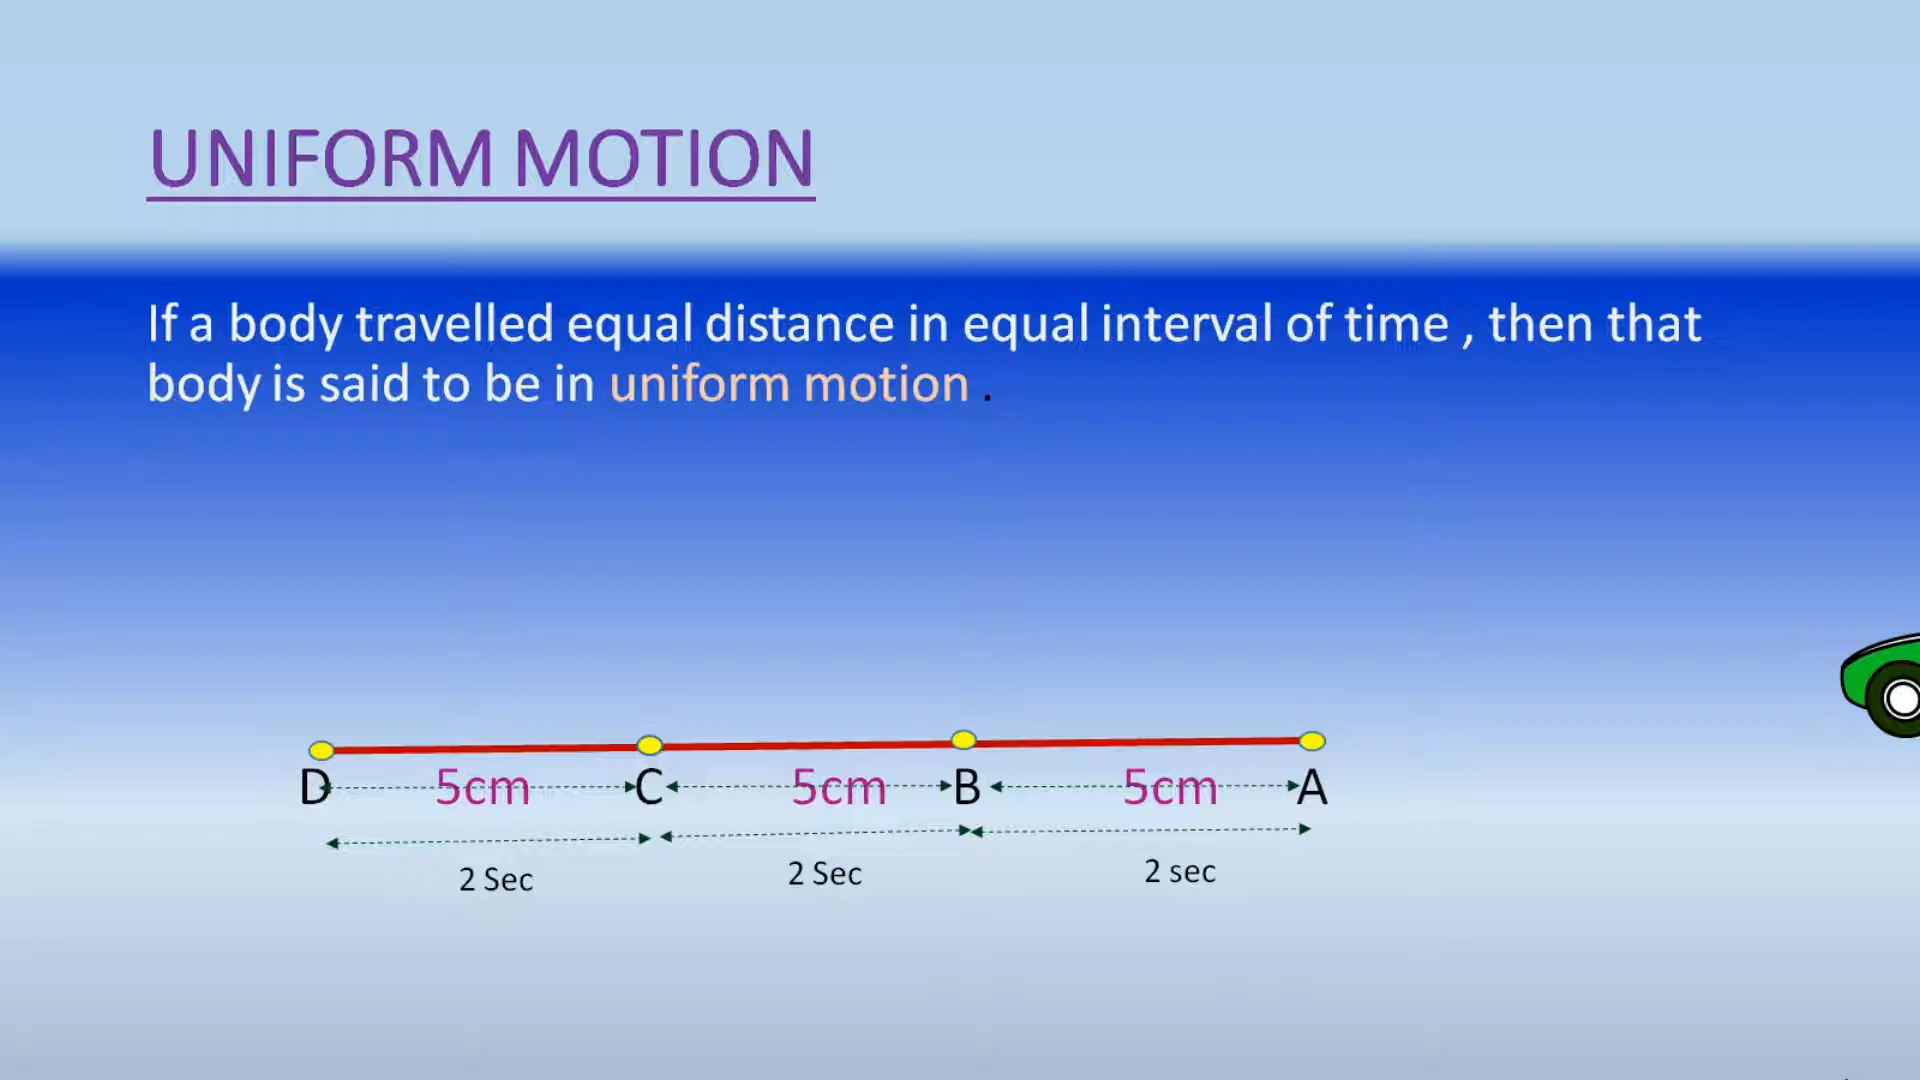 UNIFORM MOTION
If a body travelled equal distance in equal interval of time , then that
body is said to be in uniform motion .
D 5cm C 5cm B 5cm A
2 Sec 2 Sec 2 sec